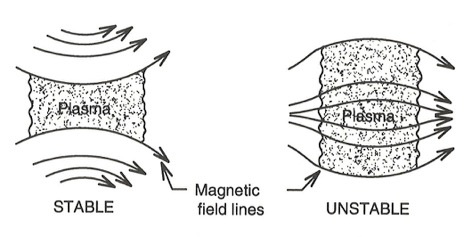 Plasma
Plasma
Magnetic
field lines
STABLE
UNSTABLE